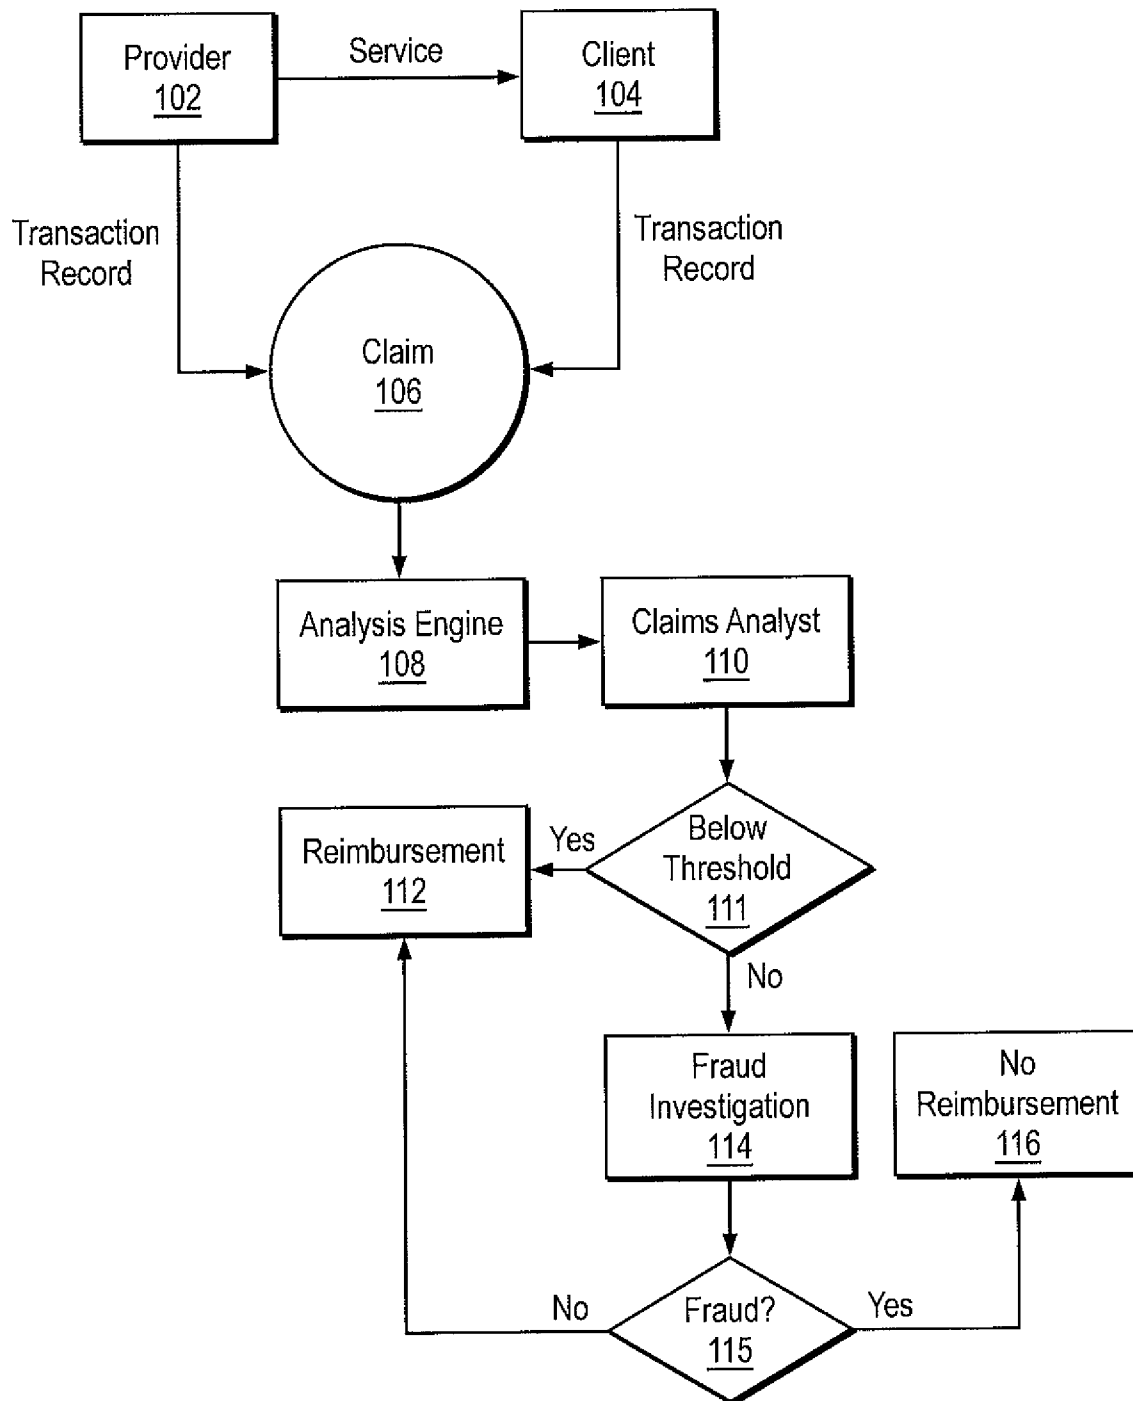 Provider
102
Service
Client
104
Transaction
Record
Transaction
Record
Claim
106
Analysis Engine
108
Claims Analyst
110
Reimbursement
112
Yes
Below
Threshold
111
No
Fraud
Investigation
114
No
Reimbursement
116
No
Fraud?
115
Yes